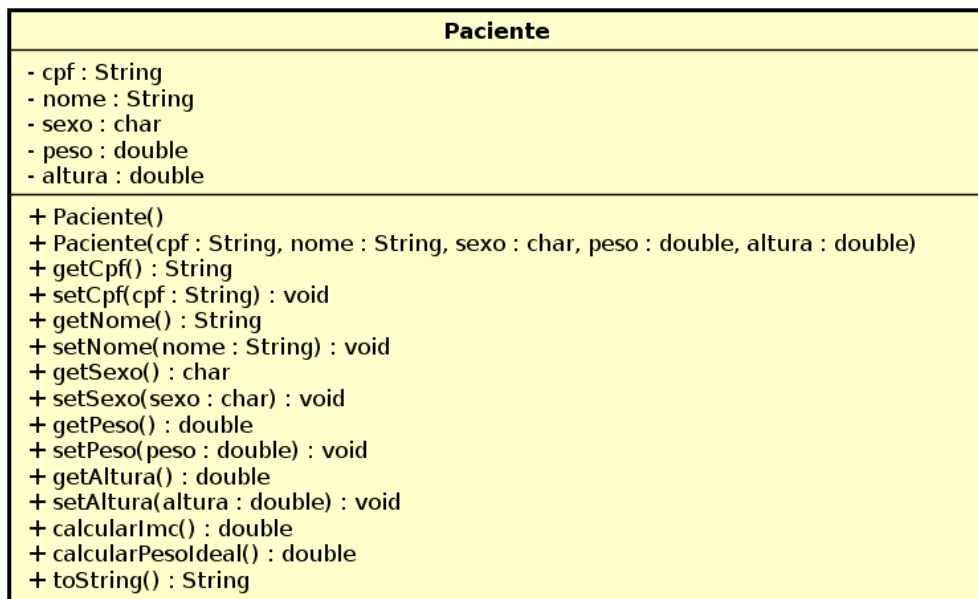 Paciente
- cpf : String
- nome : String
- sexo : char
- peso : double
- altura : double
+ Paciente()
+ Paciente(cpf : String, nome : String, sexo : char, peso : double, altura : double)
+ getCpf() : String
+ setCpf(cpf : String) : void
+ getNome() : String
+ setNome(nome : String) : void
+ getSexo() : char
+ setSexo(sexo : char) : void
+ getPeso() : double
+ setPeso(peso : double) : void
+ getAltura() : double
+ setAltura(altura : double) : void
+ calcularImc() : double
+ calcularPesoIdeal() : double
+ toString() : String